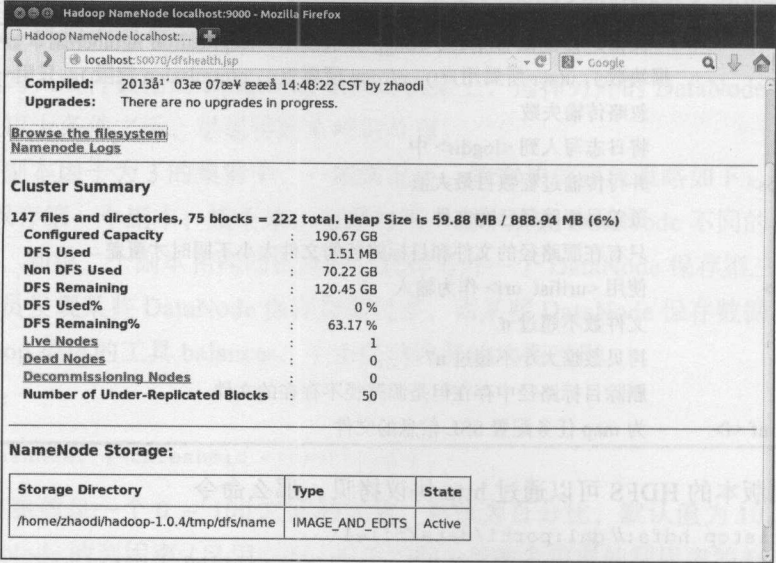 Hadoop NameNode localhost:9000 - Mozilla Firefox
Hadoop NameNode localhost:...
localhost:50070/dfshealth.jsp
Google
Compiled: 2013å¹' 03æ 07æ¥ ææå 14:48:22 CST by zhaodi
Upgrades: There are no upgrades in progress.
Browse the filesystem
Namenode Logs
Cluster Summary
147 files and directories, 75 blocks = 222 total. Heap Size is 59.88 MB / 888.94 MB (6%)
Configured Capacity : 190.67 GB
DFS Used : 1.51 MB
Non DFS Used : 70.22 GB
DFS Remaining : 120.45 GB
DFS Used% : 0 %
DFS Remaining% : 63.17 %
Live Nodes : 1
Dead Nodes : 0
Decommissioning Nodes : 0
Number of Under-Replicated Blocks : 50
NameNode Storage:
Storage Directory Type State
/home/zhaodi/hadoop-1.0.4/tmp/dfs/name IMAGE_AND_EDITS Active